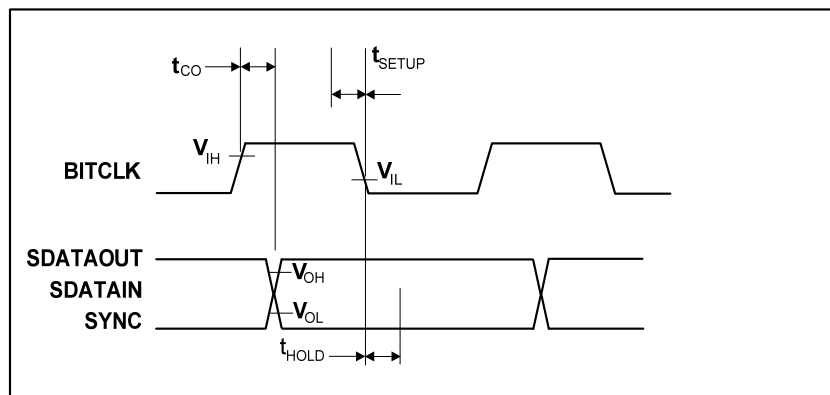 tCO
tSETUP
VIH
BITCLK
VIL
SDATAOUT
VOH
SDATAIN
VOL
SYNC
tHOLD